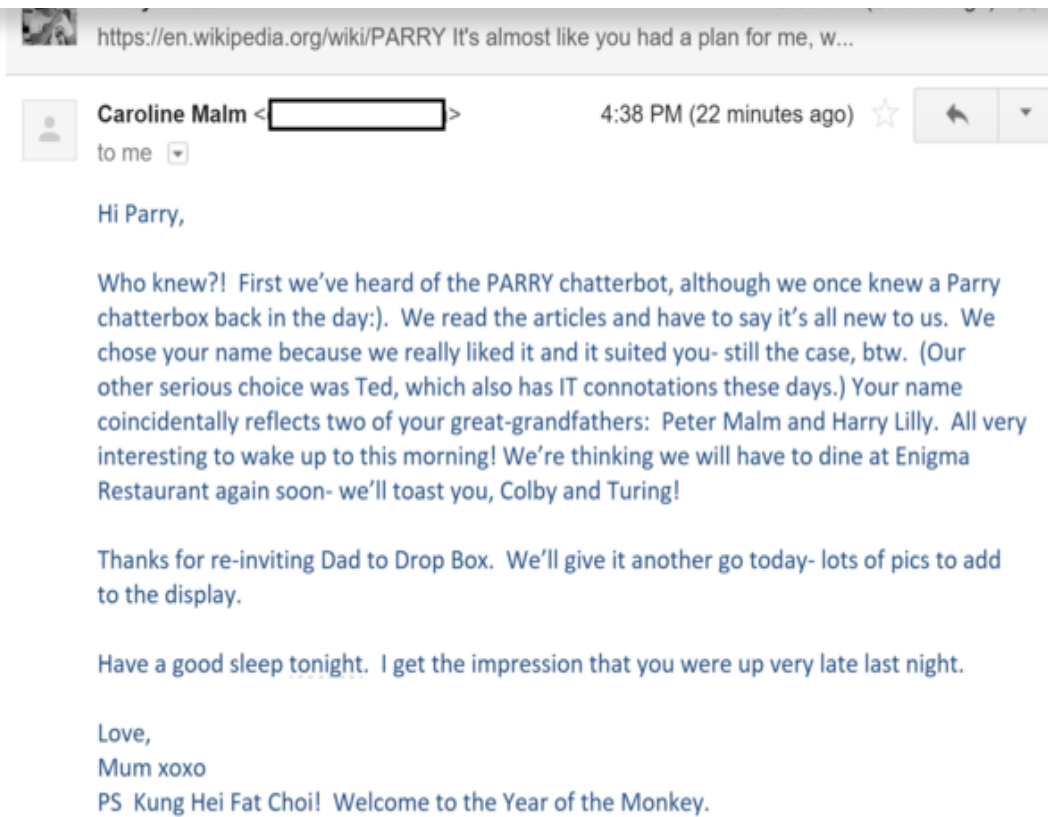 https://en.wikipedia.org/wiki/PARRY It's almost like you had a plan for me, w...
Caroline Malm < >
4:38 PM (22 minutes ago)
to me
Hi Parry,
Who knew?!  First we've heard of the PARRY chatterbot, although we once knew a Parry
chatterbox back in the day:).  We read the articles and have to say it's all new to us.  We
chose your name because we really liked it and it suited you- still the case, btw.  (Our
other serious choice was Ted, which also has IT connotations these days.) Your name
coincidentally reflects two of your great-grandfathers:  Peter Malm and Harry Lilly.  All very
interesting to wake up to this morning! We're thinking we will have to dine at Enigma
Restaurant again soon- we'll toast you, Colby and Turing!
Thanks for re-inviting Dad to Drop Box.  We'll give it another go today- lots of pics to add
to the display.
Have a good sleep tonight.  I get the impression that you were up very late last night.
Love,
Mum xoxo
PS  Kung Hei Fat Choi!  Welcome to the Year of the Monkey.